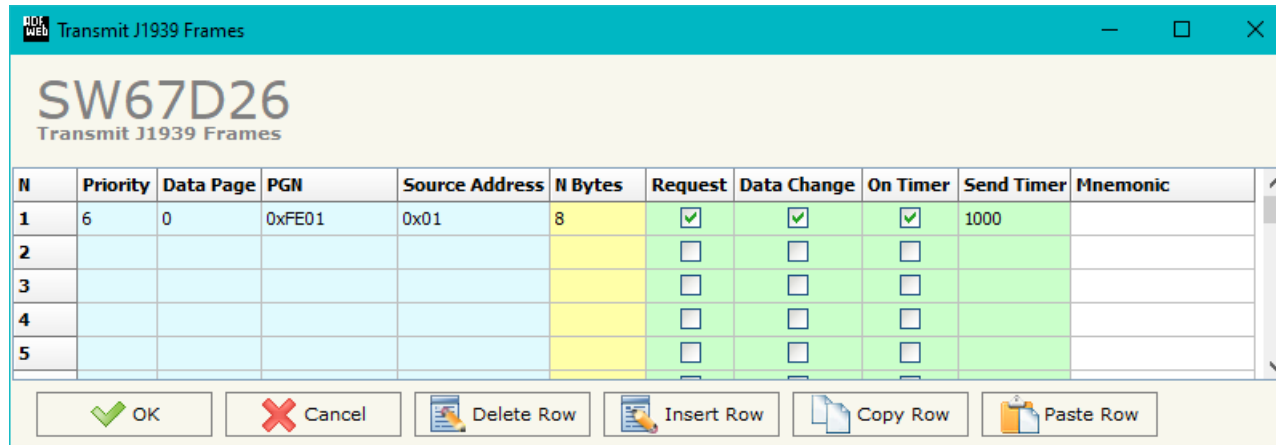 ADF WEB Transmit J1939 Frames
SW67D26
Transmit J1939 Frames
N Priority Data Page PGN Source Address N Bytes Request Data Change On Timer Send Timer Mnemonic
1 6 0 0xFE01 0x01 8 1000
2
3
4
5
OK Cancel Delete Row Insert Row Copy Row Paste Row